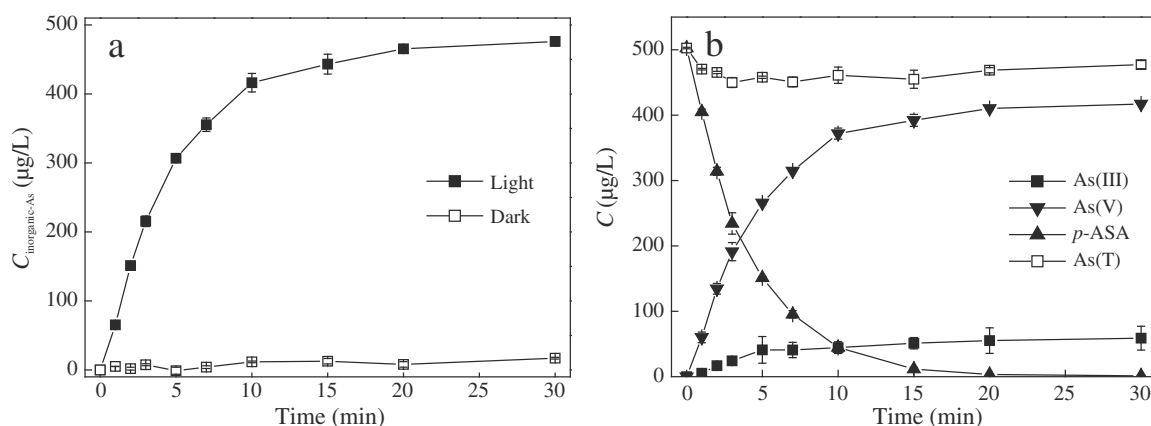 a
C inorganic-As (μg/L)
500
400
300
200
100
0
Light
Dark
0 5 10 15 20 25 30
Time (min)
b
C (μg/L)
500
400
300
200
100
0
As(III)
As(V)
p-ASA
As(T)
0 5 10 15 20 25 30
Time (min)